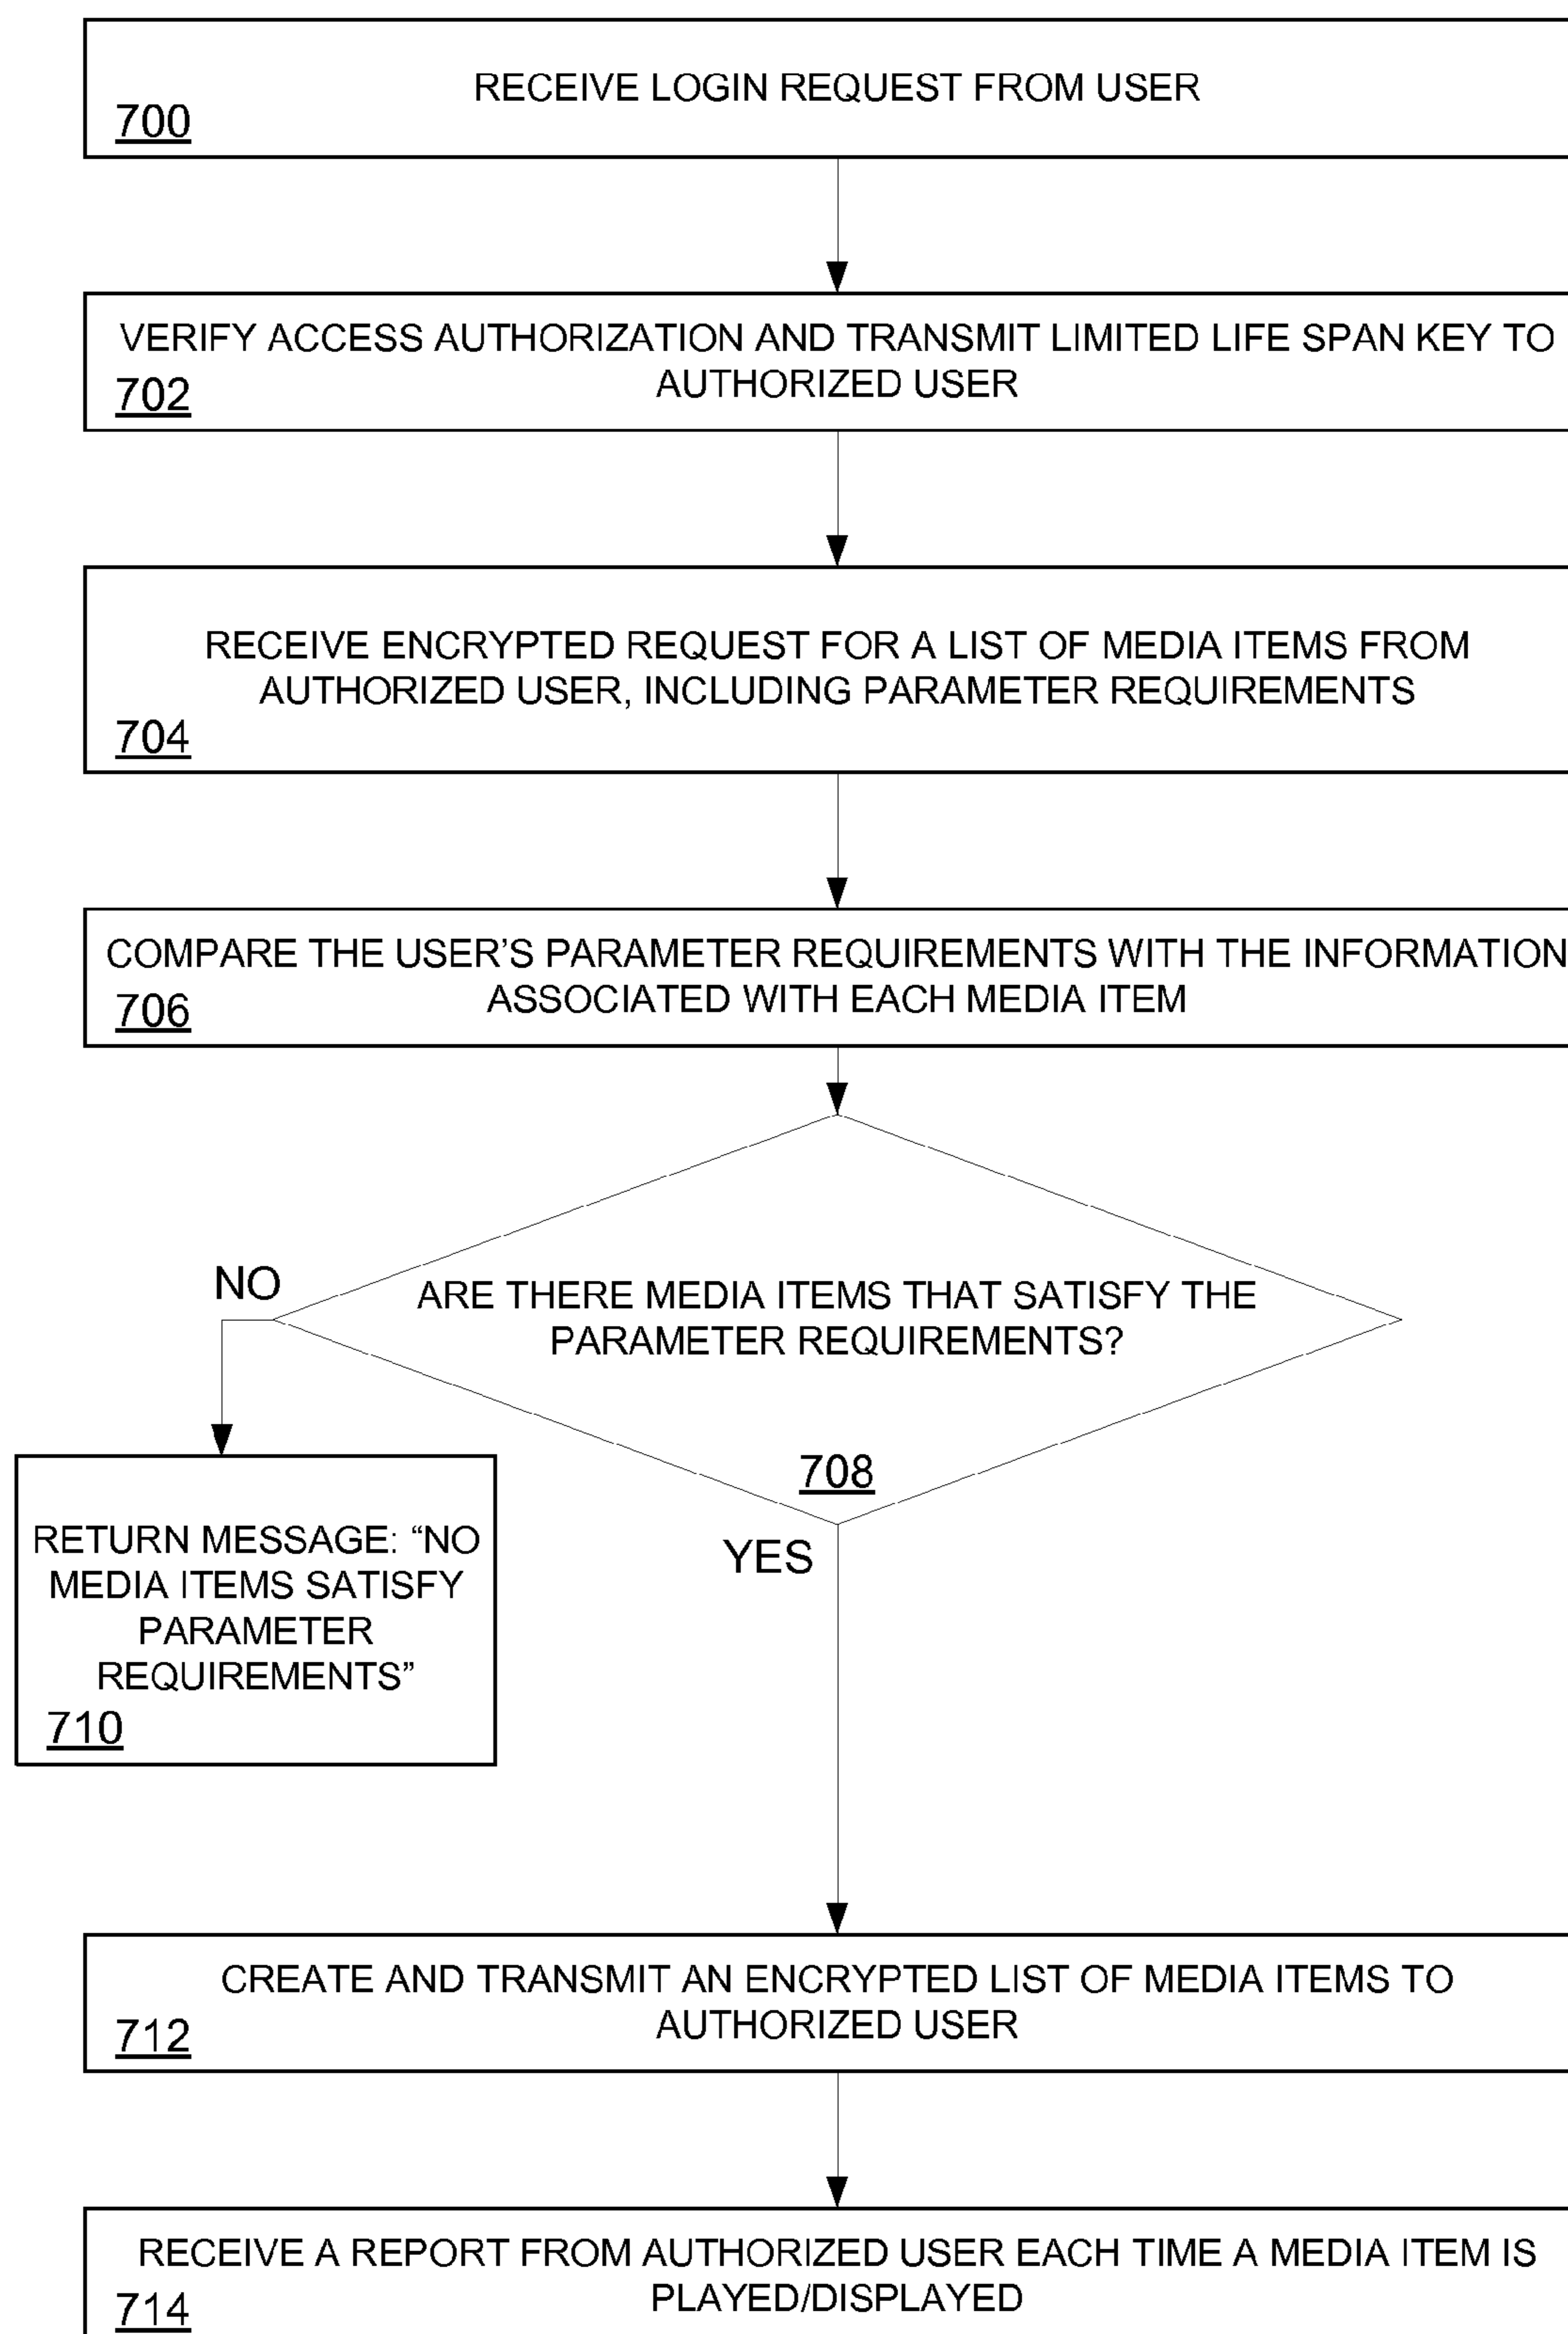 RECEIVE LOGIN REQUEST FROM USER
700
VERIFY ACCESS AUTHORIZATION AND TRANSMIT LIMITED LIFE SPAN KEY TO
AUTHORIZED USER
702
RECEIVE ENCRYPTED REQUEST FOR A LIST OF MEDIA ITEMS FROM
AUTHORIZED USER, INCLUDING PARAMETER REQUIREMENTS
704
COMPARE THE USER’S PARAMETER REQUIREMENTS WITH THE INFORMATION
ASSOCIATED WITH EACH MEDIA ITEM
706
ARE THERE MEDIA ITEMS THAT SATISFY THE
PARAMETER REQUIREMENTS?
708
NO
RETURN MESSAGE: “NO
MEDIA ITEMS SATISFY
PARAMETER
REQUIREMENTS”
710
YES
CREATE AND TRANSMIT AN ENCRYPTED LIST OF MEDIA ITEMS TO
AUTHORIZED USER
712
RECEIVE A REPORT FROM AUTHORIZED USER EACH TIME A MEDIA ITEM IS
PLAYED/DISPLAYED
714